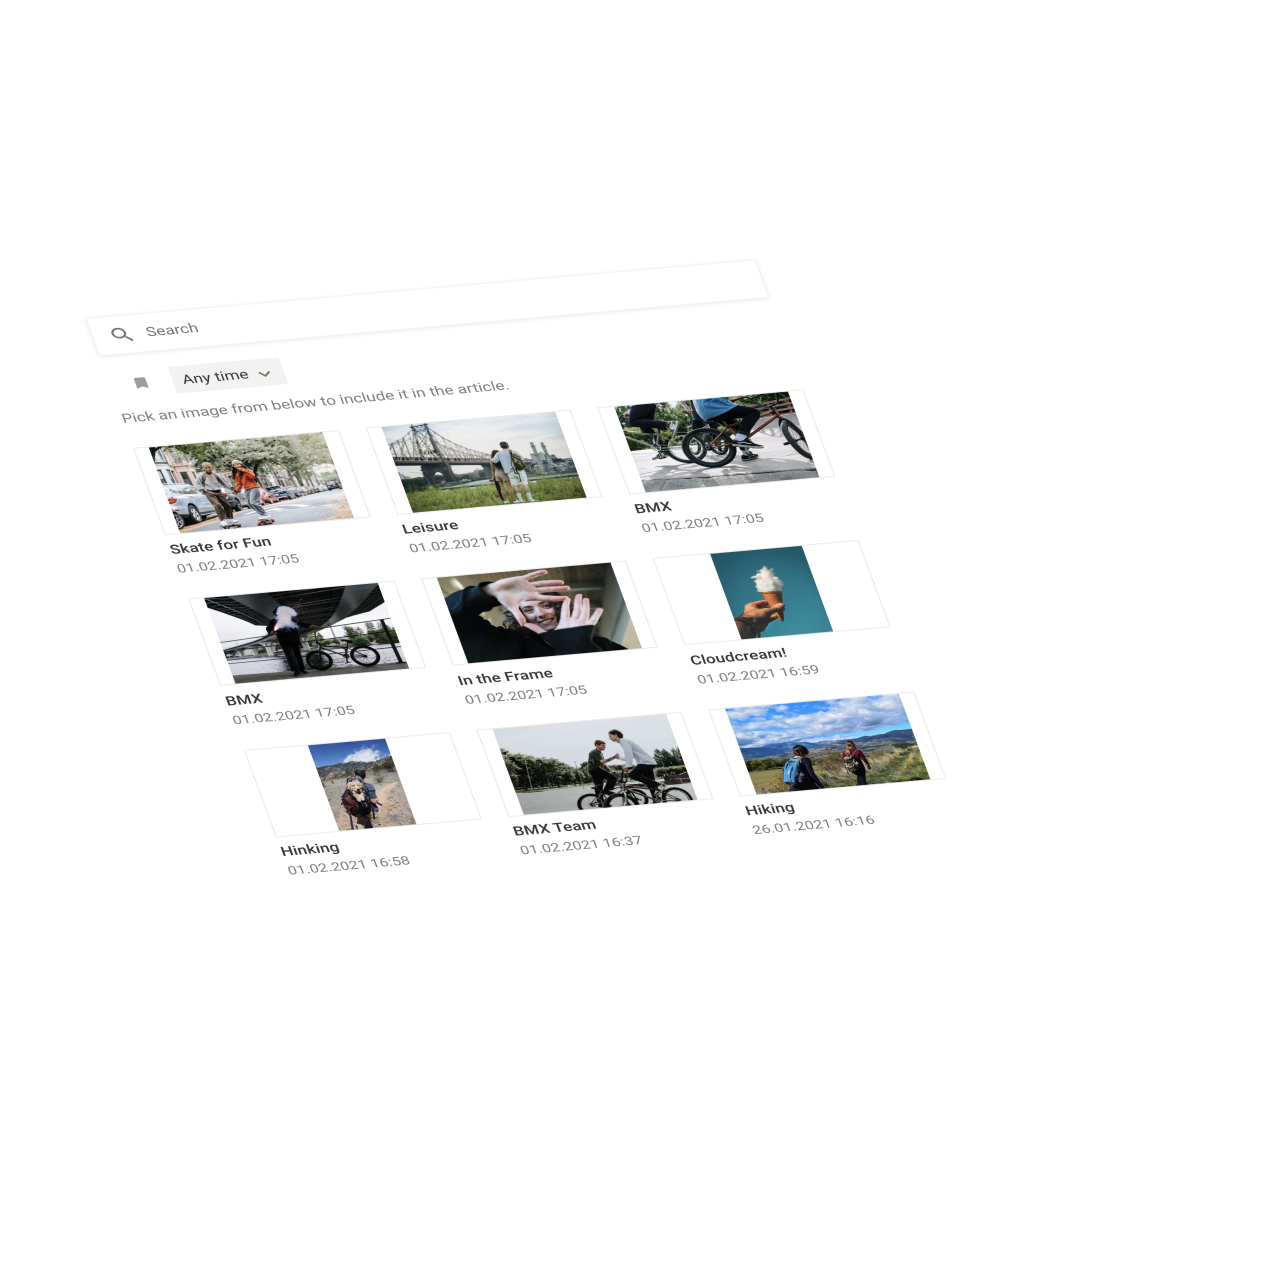 Search
Any time
Pick an image from below to include it in the article.
Skate for Fun
01.02.2021 17:05
Leisure
01.02.2021 17:05
BMX
01.02.2021 17:05
BMX
01.02.2021 17:05
In the Frame
01.02.2021 17:05
Cloudcream!
01.02.2021 16:59
Hinking
01.02.2021 16:58
BMX Team
01.02.2021 16:37
Hiking
26.01.2021 16:16